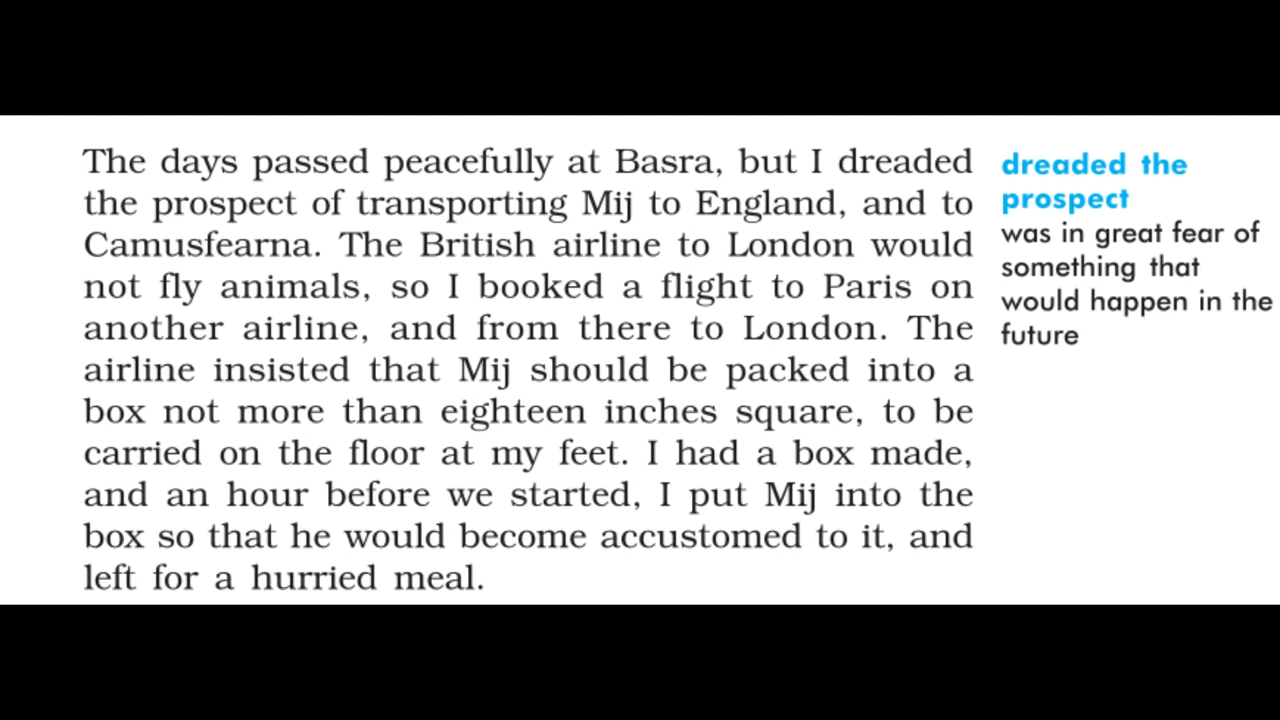 The days passed peacefully at Basra, but I dreaded
the prospect of transporting Mij to England, and to
Camusfearna. The British airline to London would
not fly animals, so I booked a flight to Paris on
another airline, and from there to London. The
airline insisted that Mij should be packed into a
box not more than eighteen inches square, to be
carried on the floor at my feet. I had a box made,
and an hour before we started, I put Mij into the
box so that he would become accustomed to it, and
left for a hurried meal.
dreaded the
prospect
was in great fear of
something that
would happen in the
future